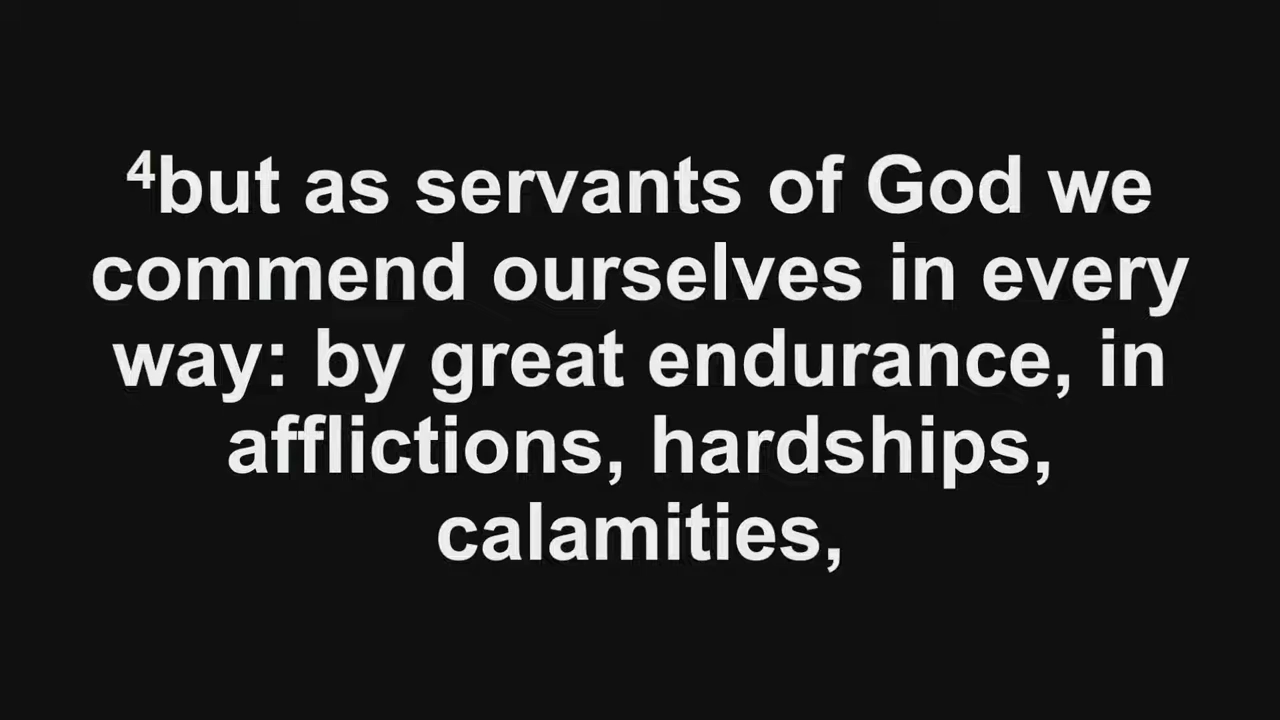 ⁴but as servants of God we
commend ourselves in every
way: by great endurance, in
afflictions, hardships,
calamities,